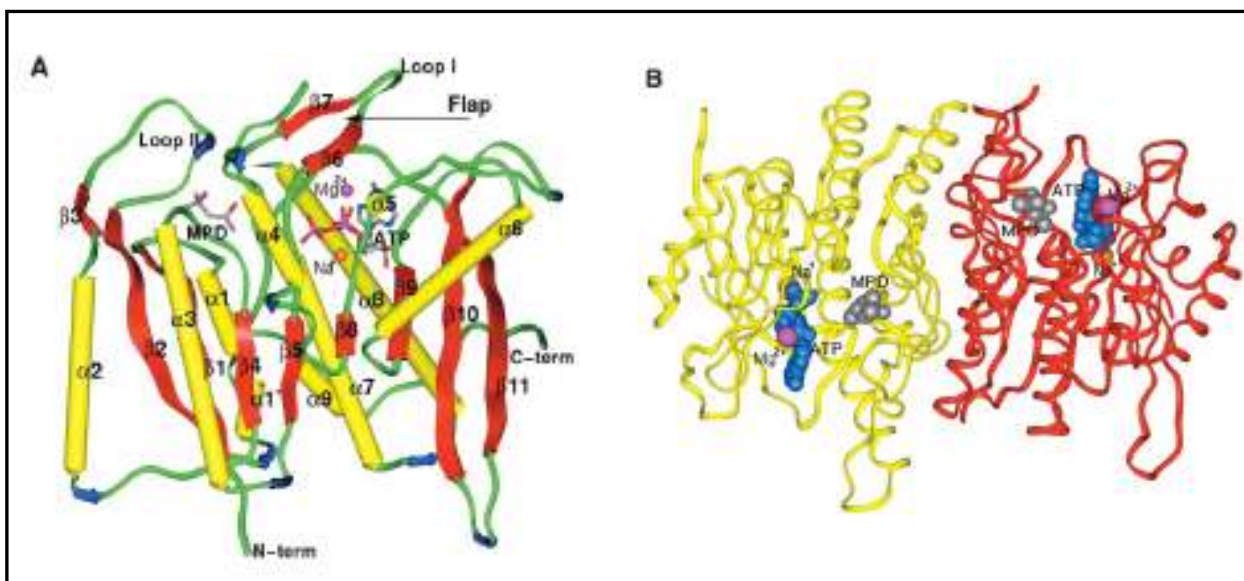 A
Loop I
β7
Flap
Loop II
β6
Mg2+
β3
α5
MPD
α4
ATP
α6
Na+
α1
α8
β9
α3
β10
β2
β1
β4
β5
β8
C-term
α2
α7
β11
α9
N-term
B
ATP
MPD
Na+
MPD
ATP